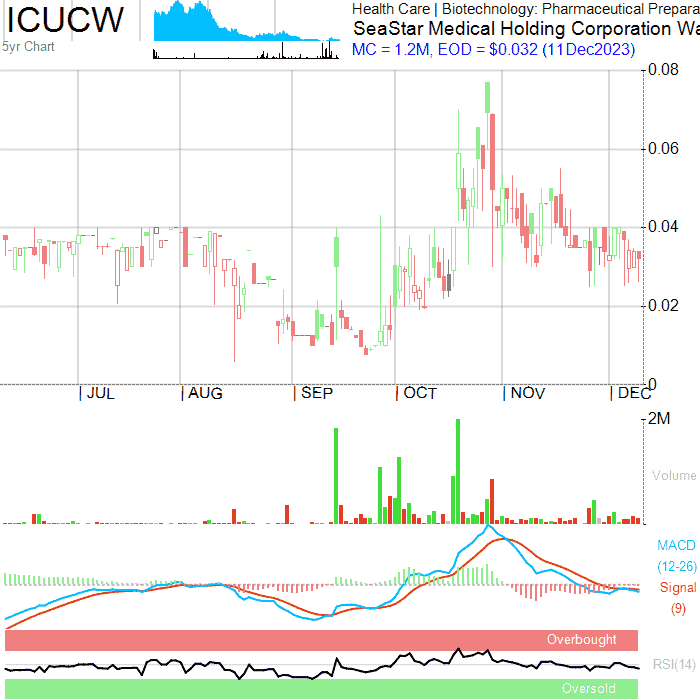 ICUCW
5yr Chart
Health Care | Biotechnology: Pharmaceutical Prepara
SeaStar Medical Holding Corporation Wa
MC = 1.2M, EOD = $0.032 (11Dec2023)
0.08
0.06
0.04
0.02
0
JUL AUG SEP OCT NOV DEC
2M
Volume
MACD
(12-26)
Signal
(9)
Overbought
RSI(14)
Oversold